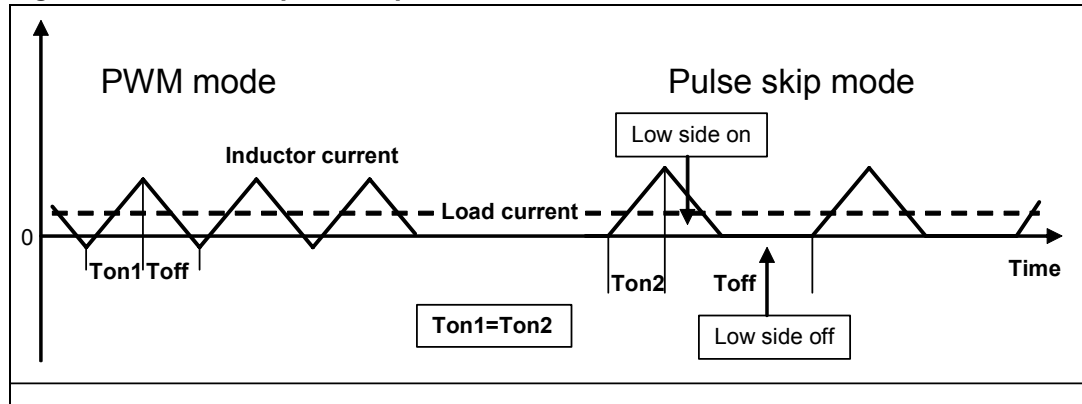 PWM mode
Pulse skip mode
Low side on
Inductor current
Load current
0
Ton1 Toff
Ton2
Toff
Time
Ton1=Ton2
Low side off